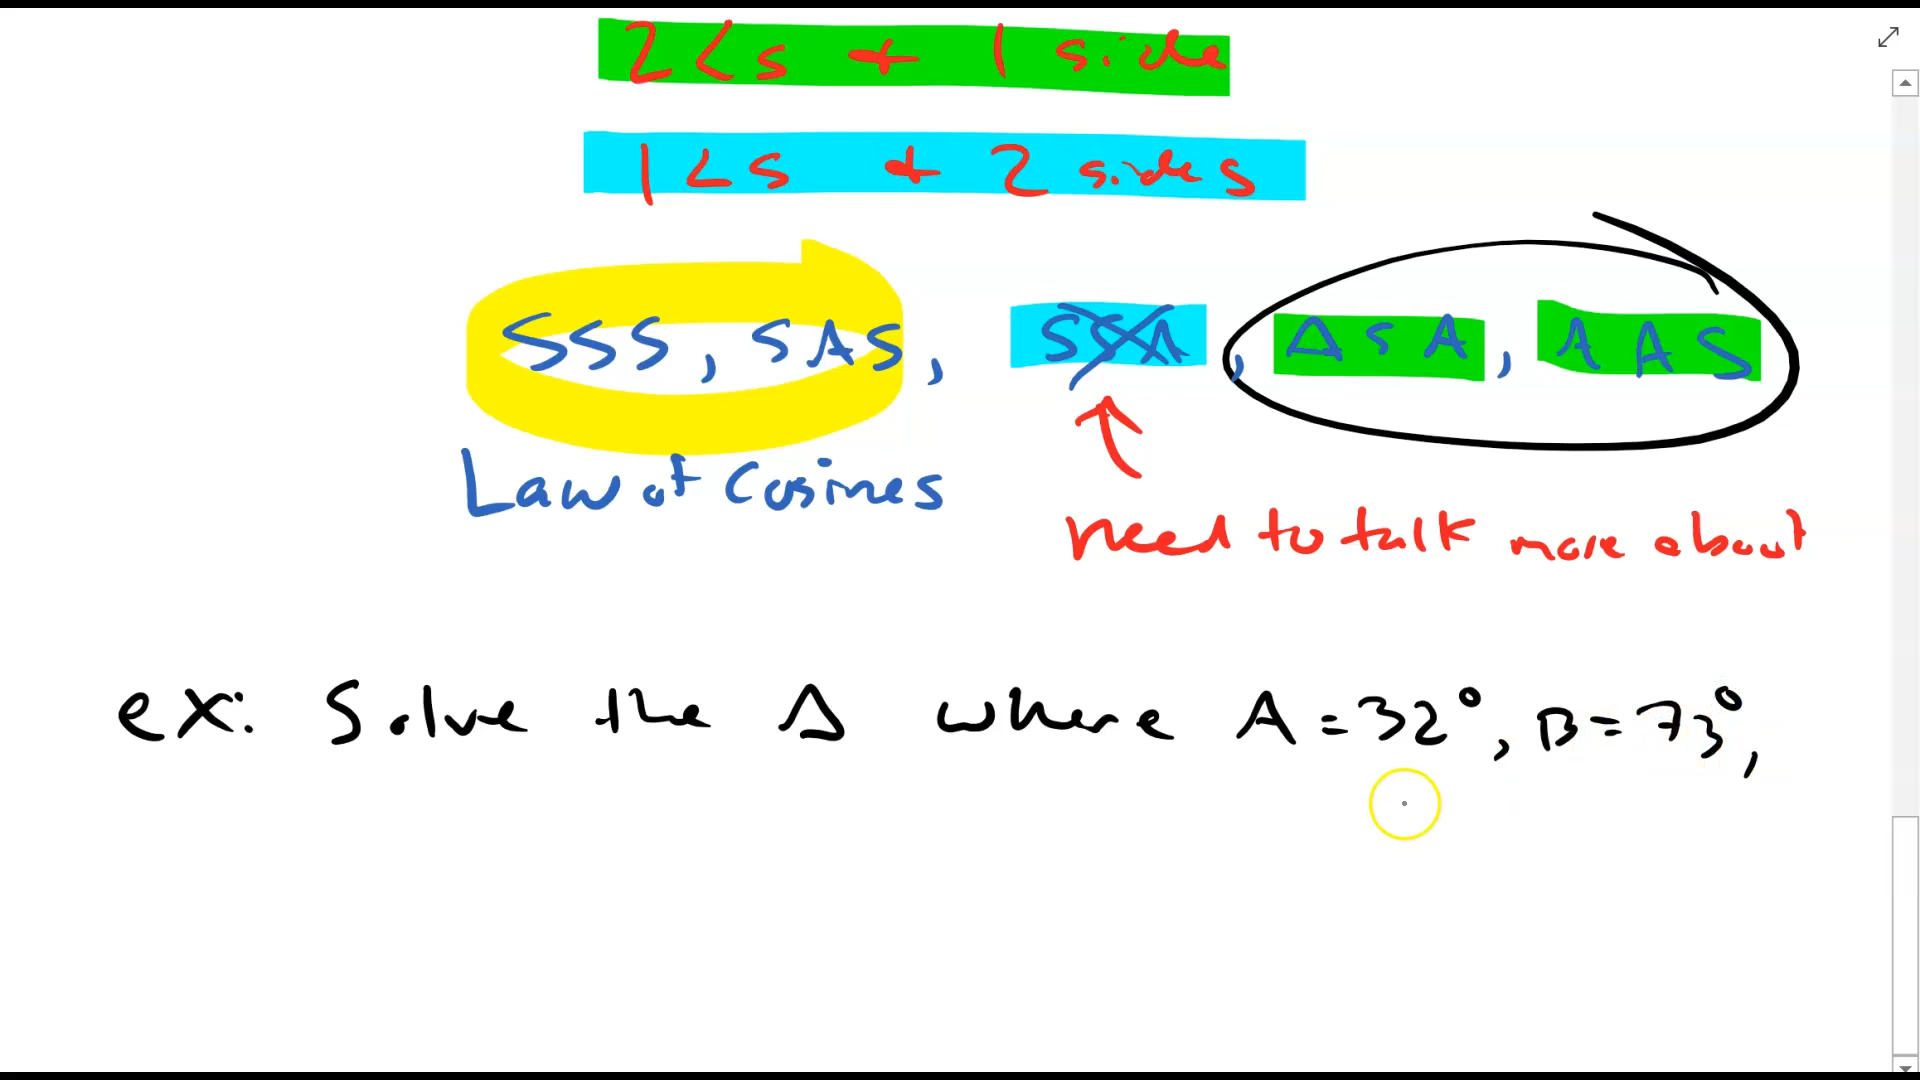 2 <s + 1 side
1 <s + 2 sides
SSS, SAS, SSA, ASA, AAS
Law of Cosines
need to talk more about
ex: Solve the Δ where A=32°, B=73°,